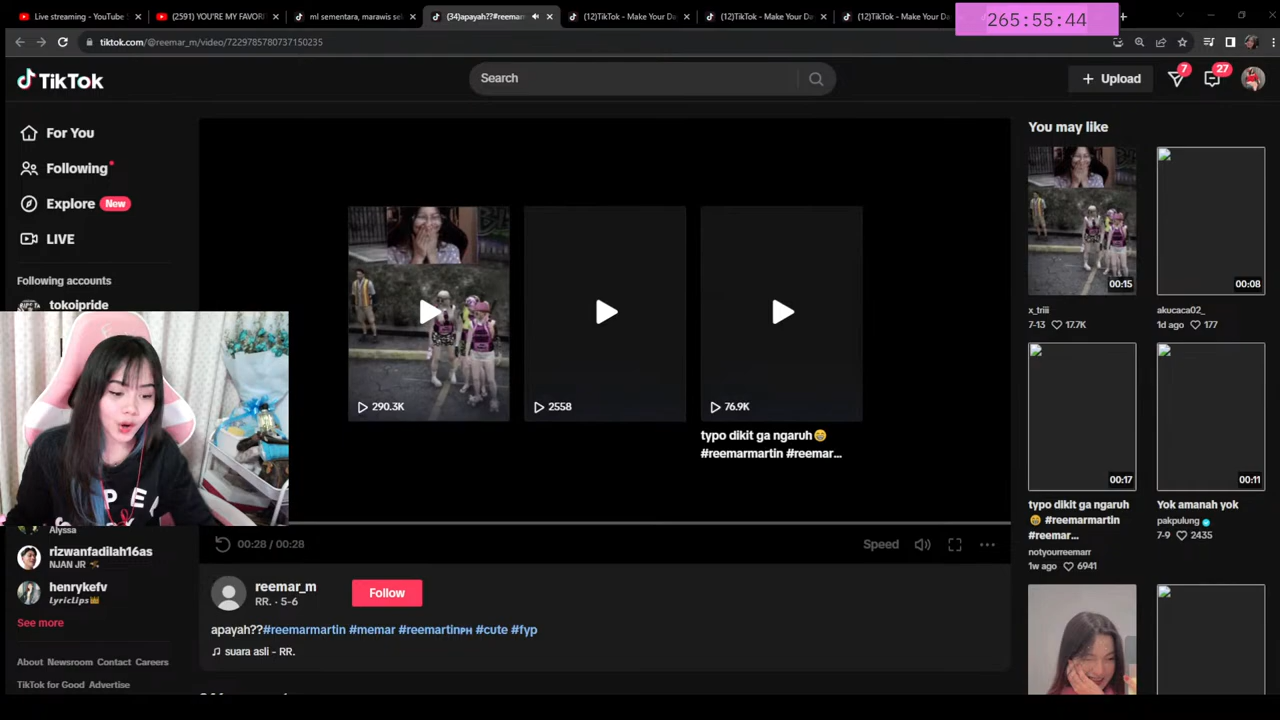 Live streaming - YouTube S
(2591) YOU'RE MY FAVORI
ml sementara, marawis se
(34)apayah??#reemar
(12)TikTok - Make Your Da
(12)TikTok - Make Your Da
(12)TikTok - Make Your Da
265:55:44
tiktok.com/@reemar_m/video/7229785780737150235
TikTok
Search
Upload
7
27
For You
Following
Explore New
LIVE
Following accounts
tokoipride
Alyssa
rizwanfadilah16as
NJAN JR
henrykefv
LyricLips
See more
About Newsroom Contact Careers
TikTok for Good Advertise
290.3K
2558
76.9K
typo dikit ga ngaruh😁
#reemarmartin #reemar...
00:28 / 00:28
Speed
reemar_m
RR. · 5-6
Follow
apayah??#reemarmartin #memar #reemartinᴘʜ #cute #fyp
suara asli - RR.
You may like
00:15
x_triii
7-13 17.7K
00:08
akucaca02_
1d ago 177
00:17
typo dikit ga ngaruh
😁 #reemarmartin
#reemar...
notyourreemarr
1w ago 6941
00:11
Yok amanah yok
pakpulung
7-9 2435